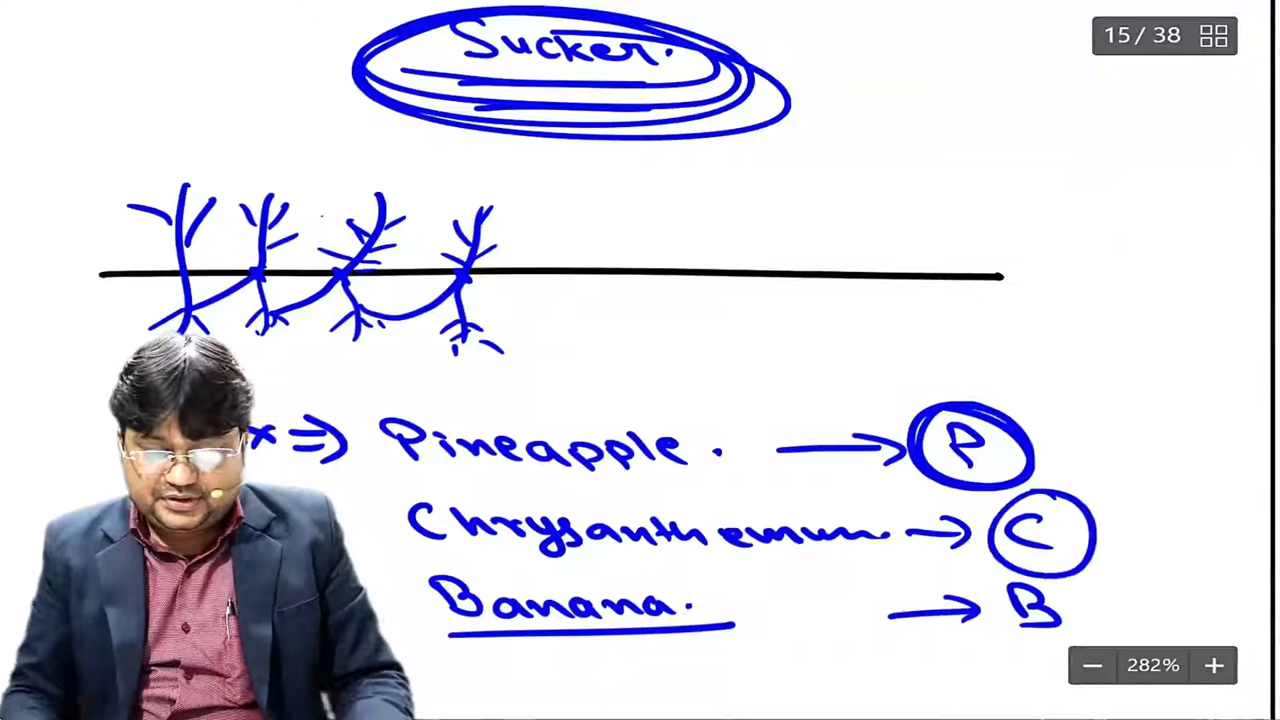 Sucker.
15 / 38
x => Pineapple. → P
Chrysanthemum → C
Banana. → B
282%